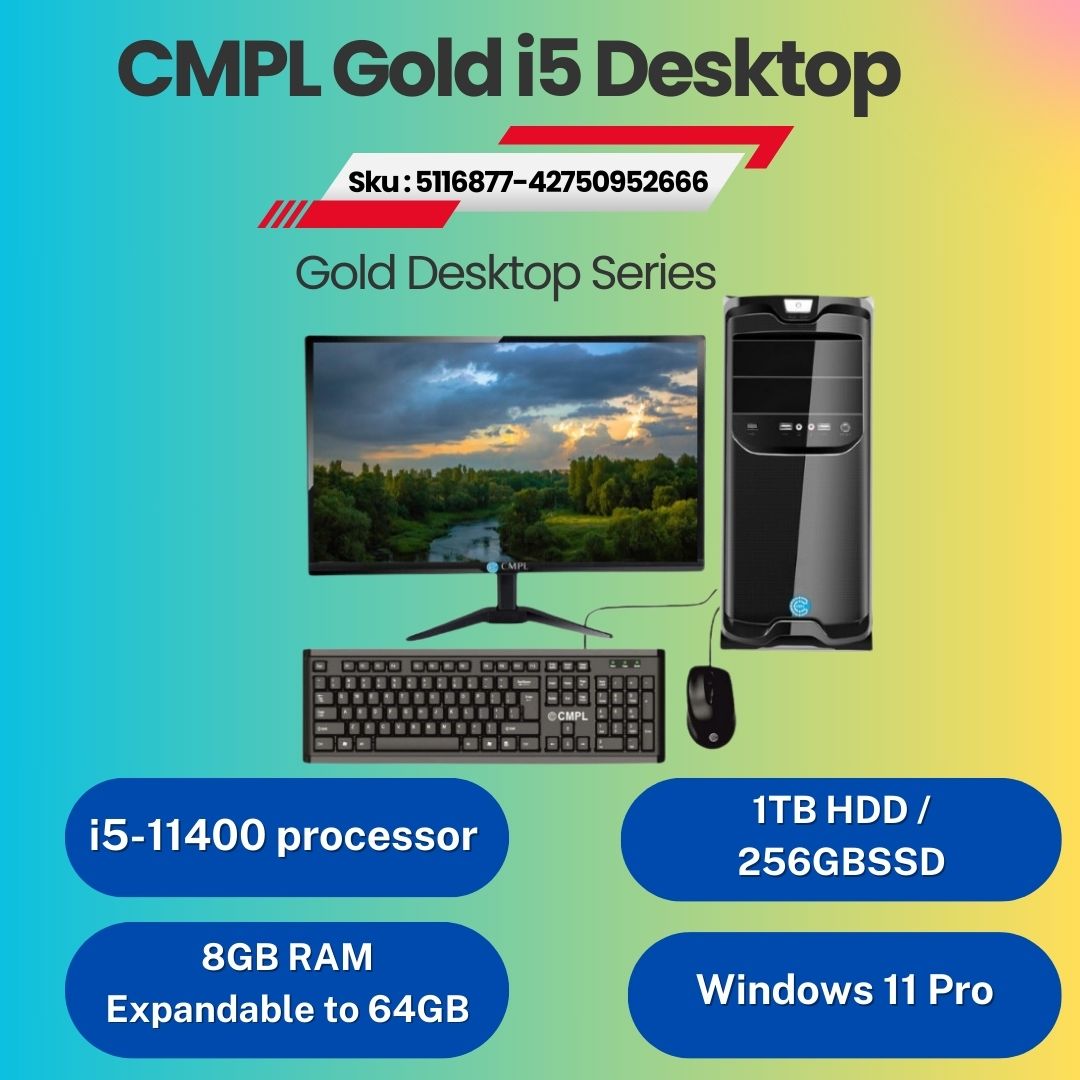 CMPL Gold i5 Desktop
Sku : 5116877-42750952666
Gold Desktop Series
CMPL
CMPL
i5-11400 processor
1TB HDD /
256GBSSD
8GB RAM
Expandable to 64GB
Windows 11 Pro